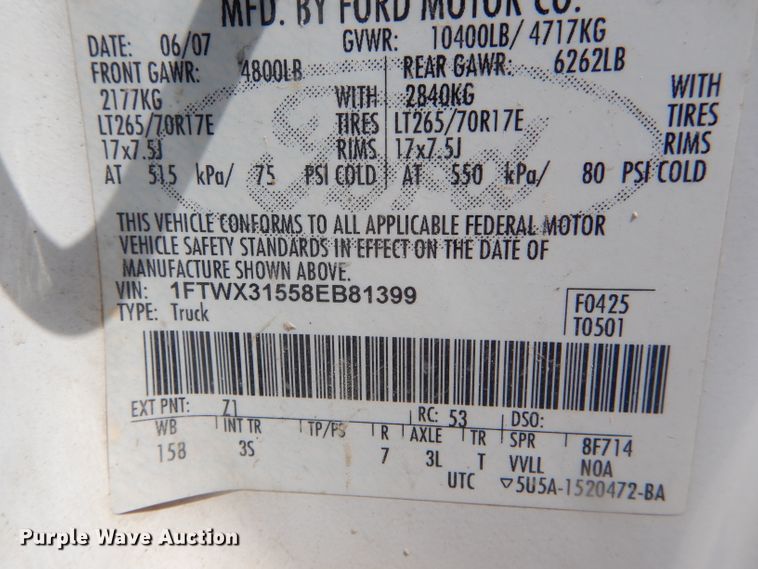 MFD. BY FORD MOTOR CO.
DATE: 06/07 GVWR: 10400LB/ 4717KG
FRONT GAWR: 4800LB REAR GAWR: 6262LB
2177KG WITH 2840KG WITH
LT265/70R17E TIRES LT265/70R17E TIRES
17x7.5J RIMS 17x7.5J RIMS
AT 515 kPa/ 75 PSI COLD AT 550 kPa/ 80 PSI COLD
THIS VEHICLE CONFORMS TO ALL APPLICABLE FEDERAL MOTOR
VEHICLE SAFETY STANDARDS IN EFFECT ON THE DATE OF
MANUFACTURE SHOWN ABOVE.
VIN: 1FTWX31558EB81399 F0425
TYPE: Truck T0501
EXT PNT: Z1 RC: 53 DSO:
WB INT TR TP/PS R AXLE TR SPR 8F714
158 3S 7 3L T VVLL NOA
UTC ▽5U5A-1520472-BA
Purple Wave Auction